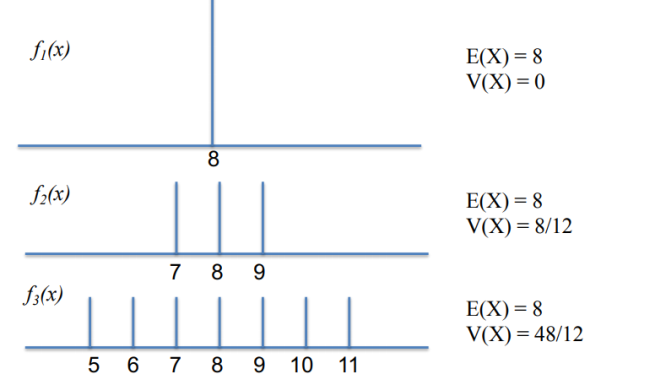 f₁(x)
E(X) = 8
V(X) = 0
8
f₂(x)
E(X) = 8
V(X) = 8/12
7 8 9
f₃(x)
E(X) = 8
V(X) = 48/12
5 6 7 8 9 10 11